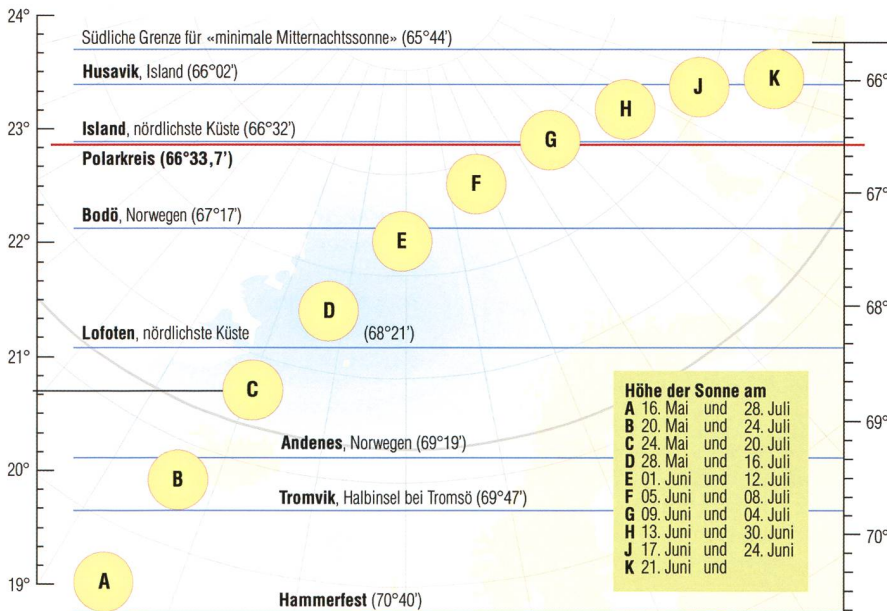 24°
Südliche Grenze für «minimale Mitternachtssonne» (65°44')
Husavik, Island (66°02')
K
66°
J
H
23°
Island, nördlichste Küste (66°32')
G
Polarkreis (66°33,7')
F
67°
Bodö, Norwegen (67°17')
22°
E
D
68°
Lofoten, nördlichste Küste (68°21')
21°
C
69°
Andenes, Norwegen (69°19')
20°
B
Tromvik, Halbinsel bei Tromsö (69°47')
70°
19°
A
Hammerfest (70°40')
Höhe der Sonne am
A 16. Mai und 28. Juli
B 20. Mai und 24. Juli
C 24. Mai und 20. Juli
D 28. Mai und 16. Juli
E 01. Juni und 12. Juli
F 05. Juni und 08. Juli
G 09. Juni und 04. Juli
H 13. Juni und 30. Juni
J 17. Juni und 24. Juni
K 21. Juni und